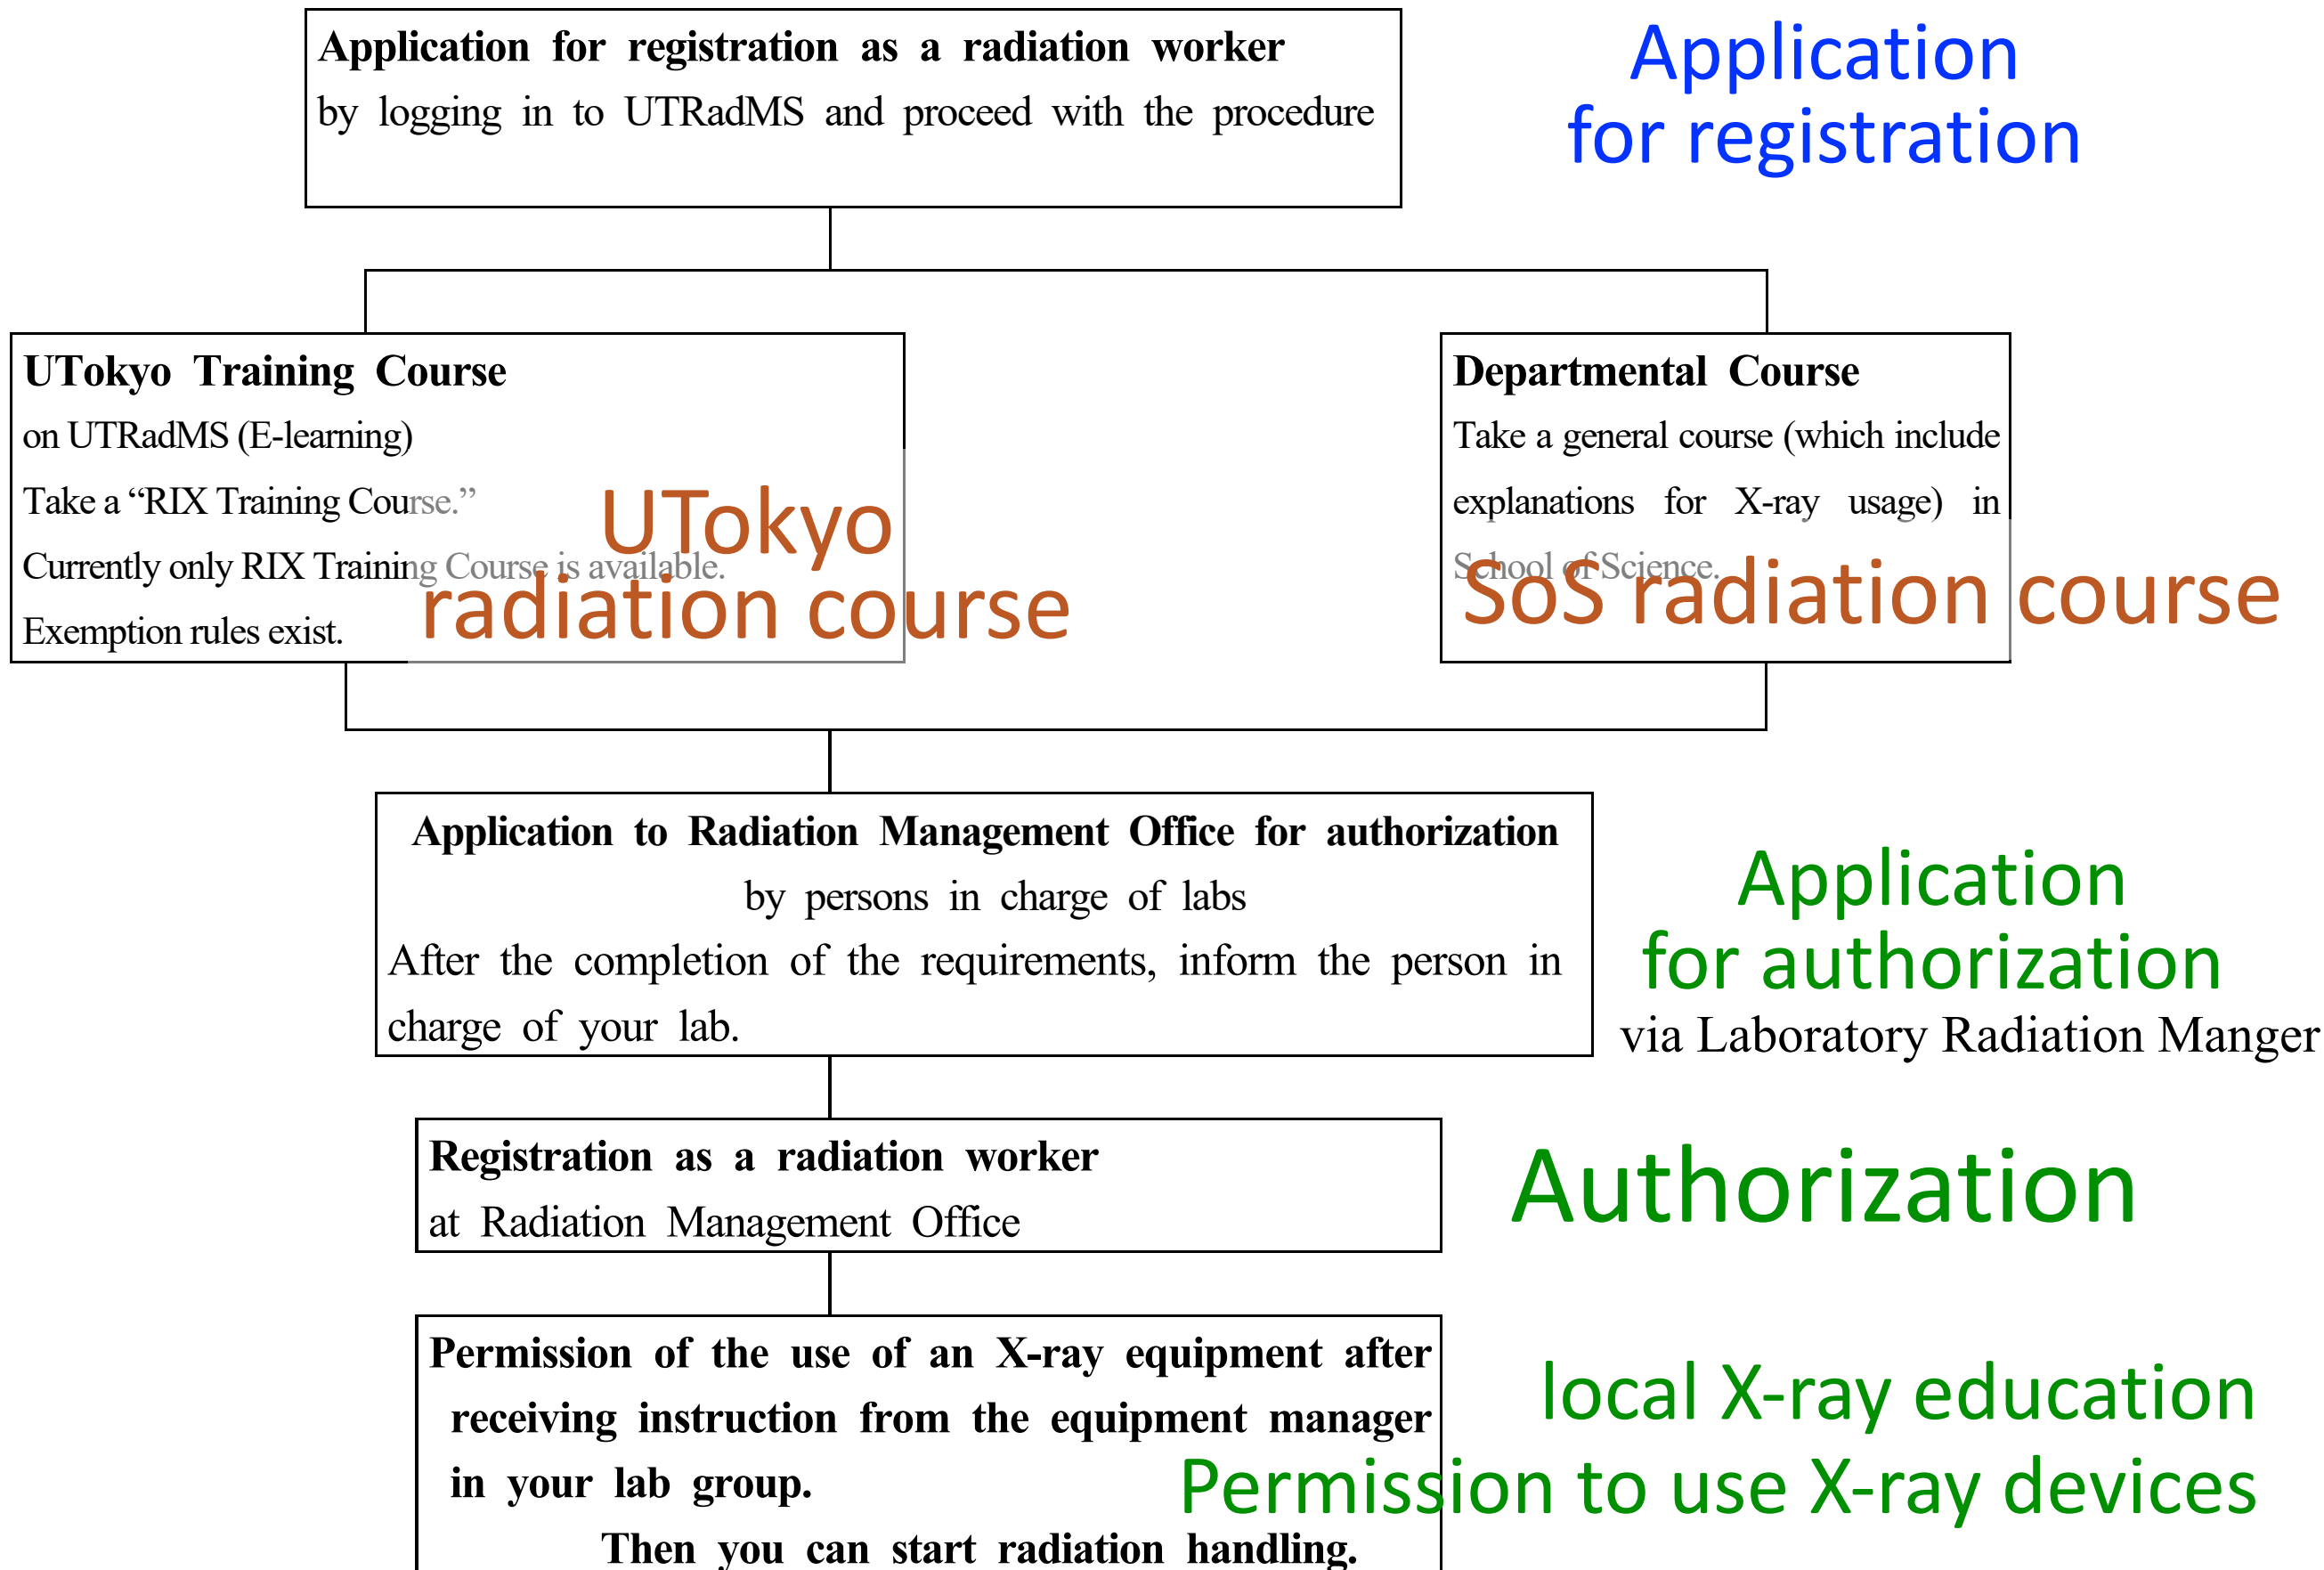 Application for registration as a radiation worker
by logging in to UTRadMS and proceed with the procedure
Application
for registration
UTokyo Training Course
on UTRadMS (E-learning)
Take a “RIX Training Course.”
Currently only RIX Training Course is available.
Exemption rules exist.
UTokyo
radiation course
Departmental Course
Take a general course (which include
explanations for X-ray usage) in
School of Science.
SoS radiation course
Application to Radiation Management Office for authorization
by persons in charge of labs
After the completion of the requirements, inform the person in
charge of your lab.
Application
for authorization
via Laboratory Radiation Manger
Registration as a radiation worker
at Radiation Management Office
Authorization
Permission of the use of an X-ray equipment after
receiving instruction from the equipment manager
in your lab group.
Then you can start radiation handling.
local X-ray education
Permission to use X-ray devices